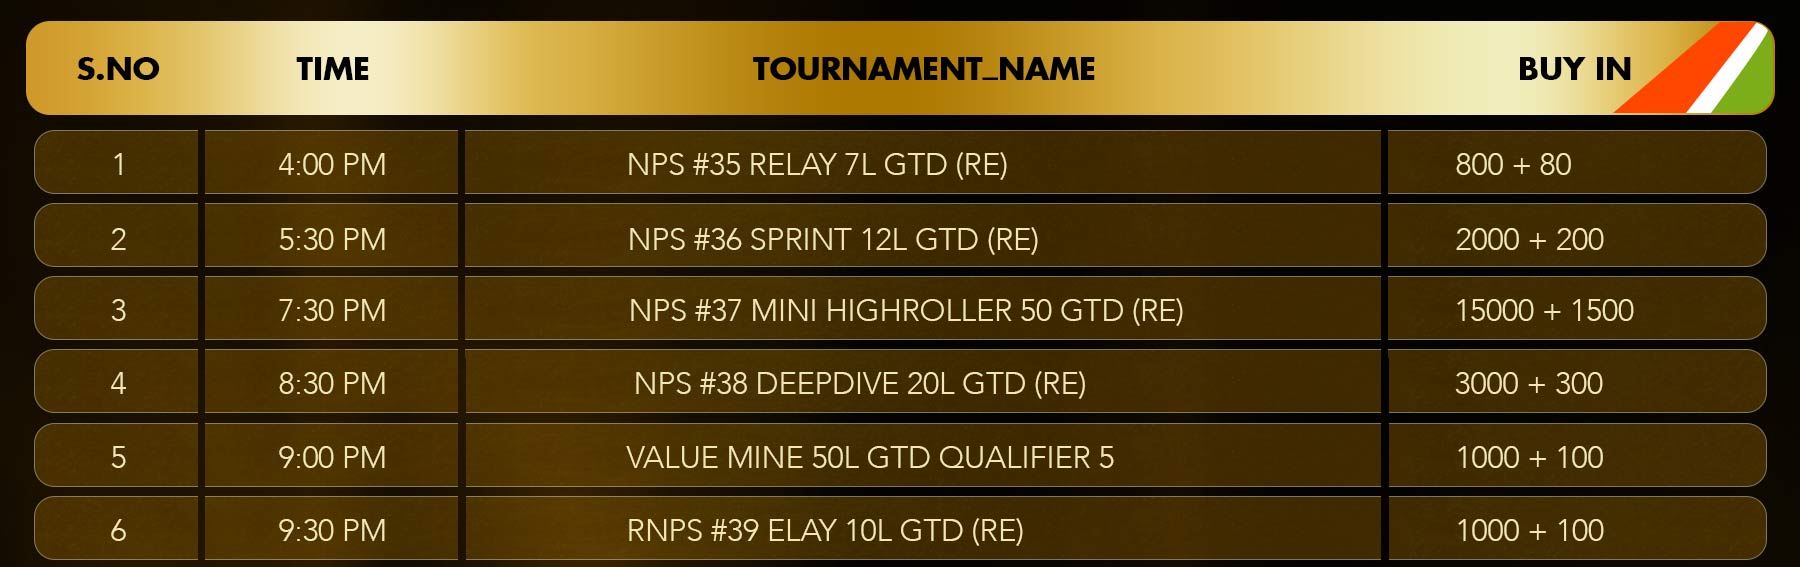 S.NO TIME TOURNAMENT_NAME BUY IN
1 4:00 PM NPS #35 RELAY 7L GTD (RE) 800 + 80
2 5:30 PM NPS #36 SPRINT 12L GTD (RE) 2000 + 200
3 7:30 PM NPS #37 MINI HIGHROLLER 50 GTD (RE) 15000 + 1500
4 8:30 PM NPS #38 DEEPDIVE 20L GTD (RE) 3000 + 300
5 9:00 PM VALUE MINE 50L GTD QUALIFIER 5 1000 + 100
6 9:30 PM RNPS #39 ELAY 10L GTD (RE) 1000 + 100